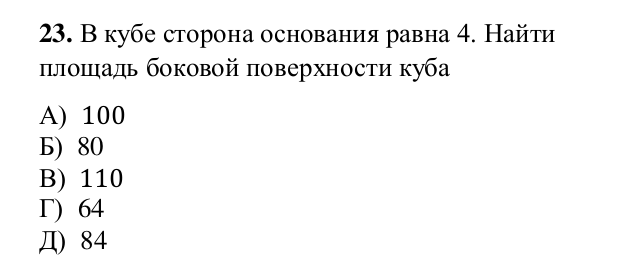 23. В кубе сторона основания равна 4. Найти
площадь боковой поверхности куба
А) 100
Б) 80
В) 110
Г) 64
Д) 84